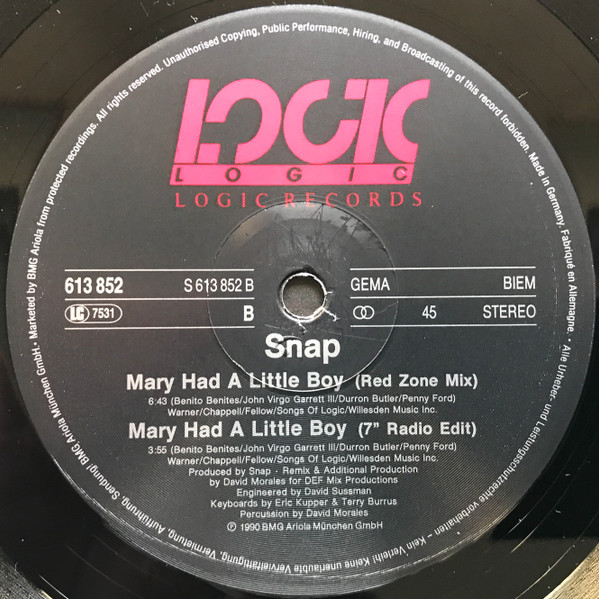 LOGIC
LOGIC
LOGIC RECORDS
613 852
S 613 852 B
GEMA
BIEM
LC 7531
B
45
STEREO
Snap
Mary Had A Little Boy (Red Zone Mix)
6:43 (Benito Benites/John Virgo Garrett III/Durron Butler/Penny Ford)
Warner/Chappell/Fellow/Songs Of Logic/Willesden Music Inc.
Mary Had A Little Boy (7" Radio Edit)
3:55 (Benito Benites/John Virgo Garrett III/Durron Butler/Penny Ford)
Warner/Chappell/Fellow/Songs Of Logic/Willesden Music Inc.
Produced by Snap · Remix & Additional Production
by David Morales for DEF Mix Productions
Engineered by David Sussman
Keyboards by Eric Kupper & Terry Burrus
Percussion by David Morales
℗ 1990 BMG Ariola München GmbH
Marketed by BMG Ariola München GmbH · from protected recordings. All rights reserved. Unauthorised Copying, Public Performance, Hiring, and Broadcasting of this record forbidden. Made in Germany. Fabriqué en Allemagne. · Alle Urheber- und Leistungsschutzrechte vorbehalten – Kein Verleih! Keine unerlaubte Vervielfältigung, Vermietung, Aufführung, Sendung!